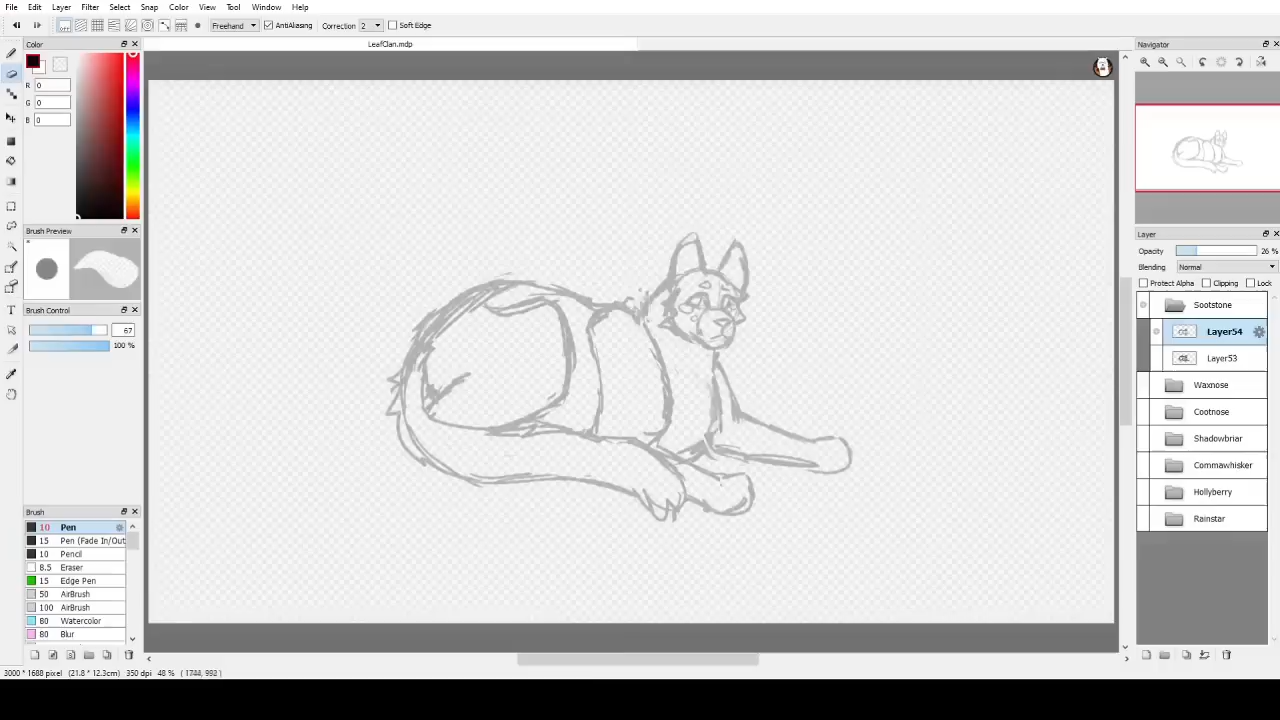 File Edit Layer Filter Select Snap Color View Tool Window Help
OFF Freehand AntiAliasing Correction 2 Soft Edge
LeafClan.mdp
Color
R 0
G 0
B 0
Brush Preview
Brush Control
67
100 %
Brush
10 Pen
15 Pen (Fade In/Out
10 Pencil
8.5 Eraser
15 Edge Pen
50 AirBrush
100 AirBrush
80 Watercolor
80 Blur
Navigator
Layer
Opacity 26 %
Blending Normal
Protect Alpha Clipping Lock
Sootstone
Layer54
Layer53
Waxnose
Cootnose
Shadowbriar
Commawhisker
Hollyberry
Rainstar
3000 * 1688 pixel (21.8 * 12.3cm) 350 dpi 48 % ( 1744, 992 )